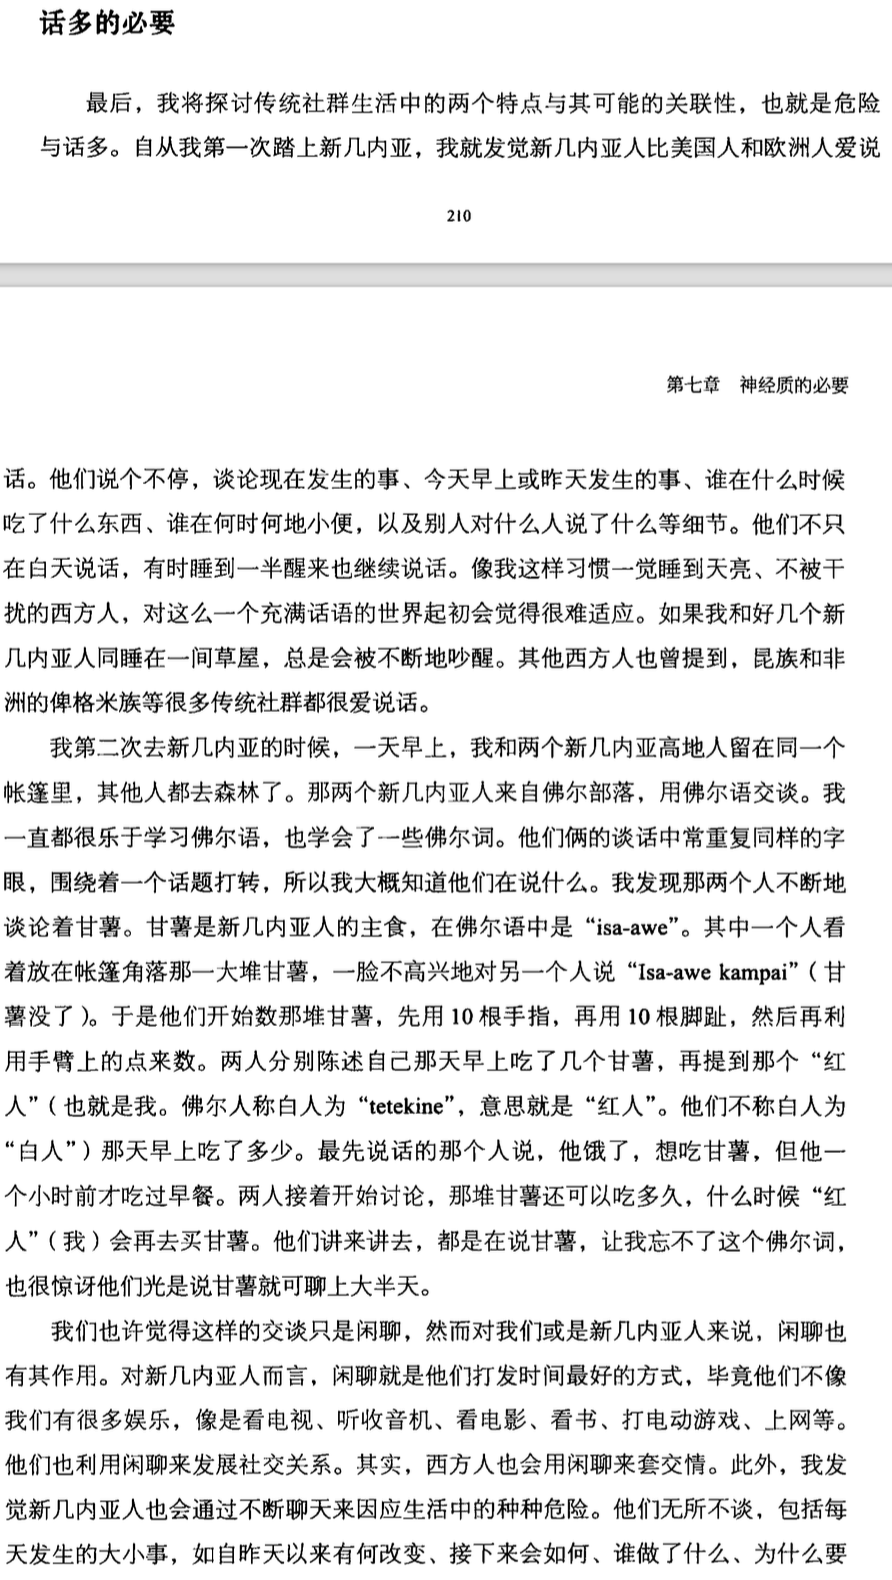 话多的必要
最后，我将探讨传统社群生活中的两个特点与其可能的关联性，也就是危险
与话多。自从我第一次踏上新几内亚，我就发觉新几内亚人比美国人和欧洲人爱说
210
第七章　神经质的必要
话。他们说个不停，谈论现在发生的事、今天早上或昨天发生的事、谁在什么时候
吃了什么东西、谁在何时何地小便，以及别人对什么人说了什么等细节。他们不只
在白天说话，有时睡到一半醒来也继续说话。像我这样习惯一觉睡到天亮、不被干
扰的西方人，对这么一个充满话语的世界起初会觉得很难适应。如果我和好几个新
几内亚人同睡在一间草屋，总是会被不断地吵醒。其他西方人也曾提到，昆族和非
洲的俾格米族等很多传统社群都很爱说话。
我第二次去新几内亚的时候，一天早上，我和两个新几内亚高地人留在同一个
帐篷里，其他人都去森林了。那两个新几内亚人来自佛尔部落，用佛尔语交谈。我
一直都很乐于学习佛尔语，也学会了一些佛尔词。他们俩的谈话中常重复同样的字
眼，围绕着一个话题打转，所以我大概知道他们在说什么。我发现那两个人不断地
谈论着甘薯。甘薯是新几内亚人的主食，在佛尔语中是“isa-awe”。其中一个人看
着放在帐篷角落那一大堆甘薯，一脸不高兴地对另一个人说“Isa-awe kampai”（甘
薯没了）。于是他们开始数那堆甘薯，先用 10 根手指，再用 10 根脚趾，然后再利
用手臂上的点来数。两人分别陈述自己那天早上吃了几个甘薯，再提到那个“红
人”（也就是我。佛尔人称白人为“tetekine”，意思就是“红人”。他们不称白人为
“白人”）那天早上吃了多少。最先说话的那个人说，他饿了，想吃甘薯，但他一
个小时前才吃过早餐。两人接着开始讨论，那堆甘薯还可以吃多久，什么时候“红
人”（我）会再去买甘薯。他们讲来讲去，都是在说甘薯，让我忘不了这个佛尔词，
也很惊讶他们光是说甘薯就可聊上大半天。
我们也许觉得这样的交谈只是闲聊，然而对我们或是新几内亚人来说，闲聊也
有其作用。对新几内亚人而言，闲聊就是他们打发时间最好的方式，毕竟他们不像
我们有很多娱乐，像是看电视、听收音机、看电影、看书、打电动游戏、上网等。
他们也利用闲聊来发展社交关系。其实，西方人也会用闲聊来套交情。此外，我发
觉新几内亚人也会通过不断聊天来因应生活中的种种危险。他们无所不谈，包括每
天发生的大小事，如自昨天以来有何改变、接下来会如何、谁做了什么、为什么要